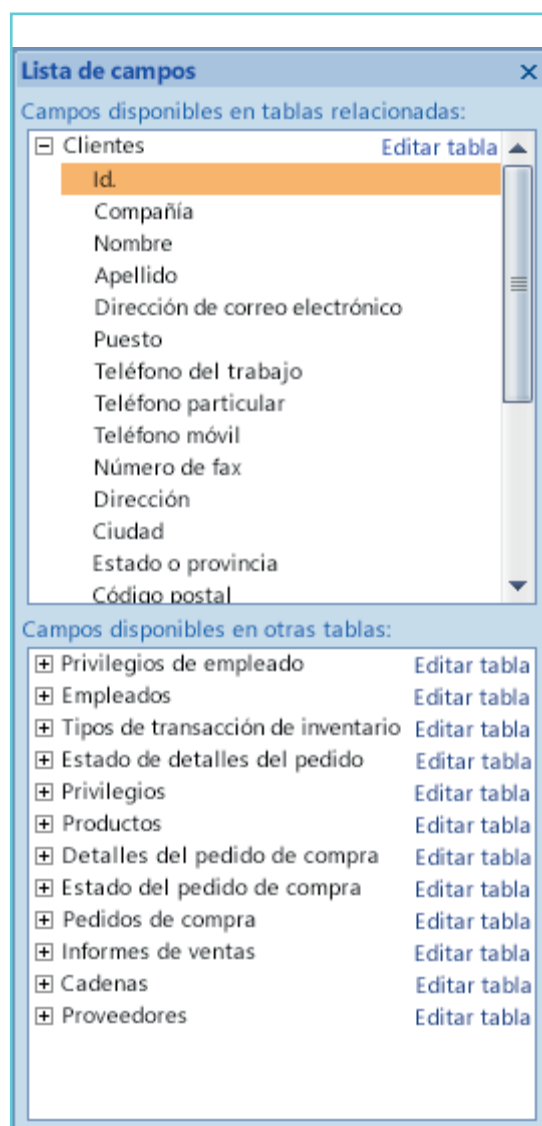 Lista de campos
Campos disponibles en tablas relacionadas:
Clientes Editar tabla
Id.
Compañía
Nombre
Apellido
Dirección de correo electrónico
Puesto
Teléfono del trabajo
Teléfono particular
Teléfono móvil
Número de fax
Dirección
Ciudad
Estado o provincia
Código postal
Campos disponibles en otras tablas:
Privilegios de empleado Editar tabla
Empleados Editar tabla
Tipos de transacción de inventario Editar tabla
Estado de detalles del pedido Editar tabla
Privilegios Editar tabla
Productos Editar tabla
Detalles del pedido de compra Editar tabla
Estado del pedido de compra Editar tabla
Pedidos de compra Editar tabla
Informes de ventas Editar tabla
Cadenas Editar tabla
Proveedores Editar tabla